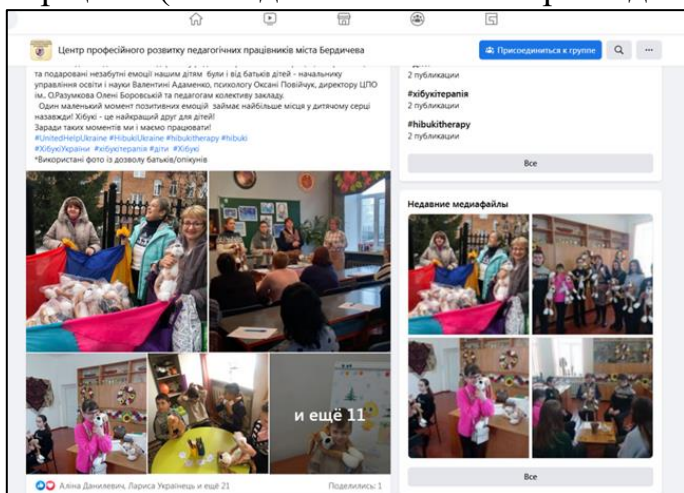 Центр професійного розвитку педагогічних працівників міста Бердичева
Присоединиться к группе
та подаровані незабутні емоції нашим дітям були і від батьків дітей - начальнику
управління освіти і науки Валентині Адаменко, психологу Оксані Повійчук, директору ЦПО
ім., О.Разумкова Олені Боровській та педагогам колективу закладу.
Один маленький момент позитивних емоцій займає найбільше місця у дитячому серці
назавжди! Хібукі - це найкращий друг для дітей!
Заради таких моментів ми і маємо працювати!
#UnitedHelpUkraine #HibukiUkraine #hibukitherapy #hibuki
#ХібукіУкраїни #хібукітерапія #діти #Хібукі
*Використані фото із дозволу батьків/опікунів
и ещё 11
Аліна Данилевич, Лариса Українець и ещё 21
Поделились: 1
2 публикации
#хібукітерапія
2 публикации
#hibukitherapy
2 публикации
Все
Недавние медиафайлы
Все